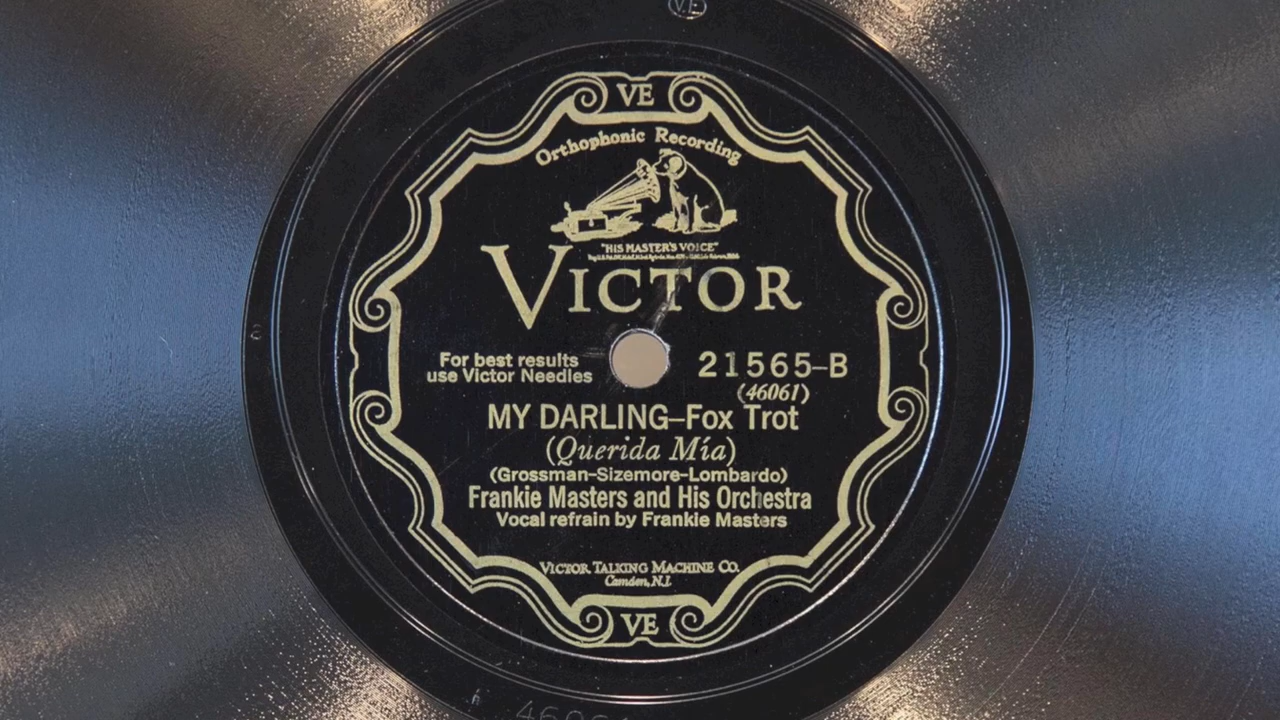 VE
VE
Orthophonic Recording
"HIS MASTER'S VOICE"
VICTOR
For best results
use Victor Needles
21565-B
(46061)
MY DARLING-Fox Trot
(Querida Mía)
(Grossman-Sizemore-Lombardo)
Frankie Masters and His Orchestra
Vocal refrain by Frankie Masters
VICTOR TALKING MACHINE CO.
Camden, N.J.
VE